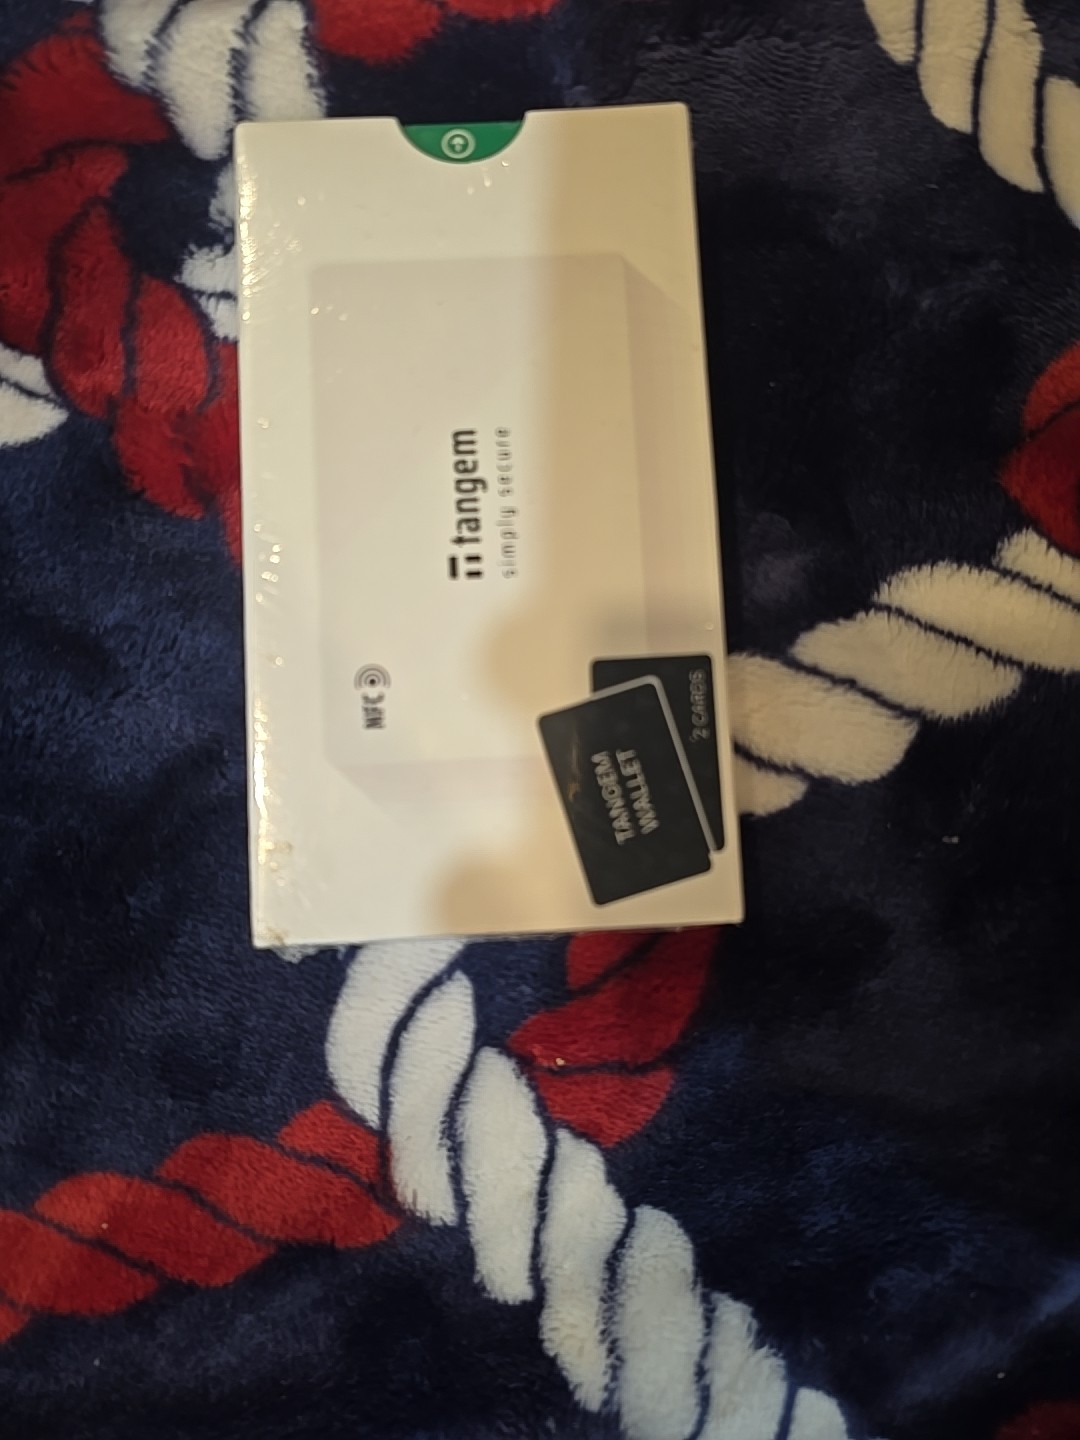 tangem
simply secure
NFC
TANGEM
WALLET
2 CARDS